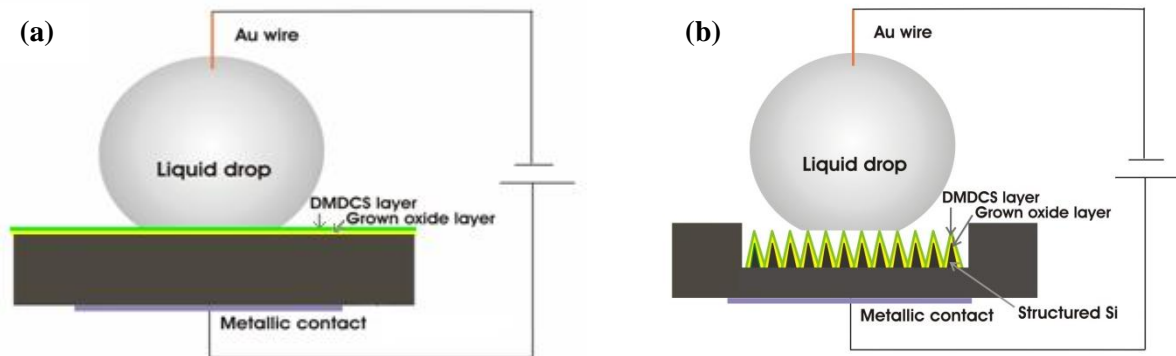 (a)
Au wire
Liquid drop
DMDCS layer
Grown oxide layer
Metallic contact
(b)
Au wire
Liquid drop
DMDCS layer
Grown oxide layer
Metallic contact
Structured Si